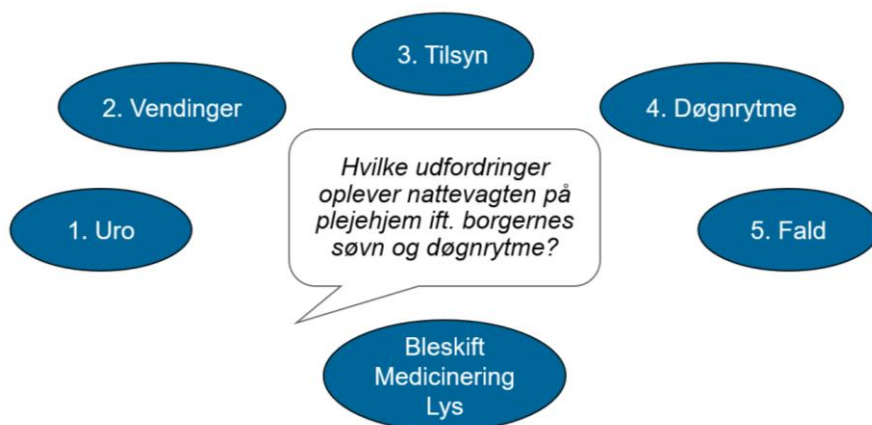 3. Tilsyn
2. Vendinger
4. Døgnrytme
Hvilke udfordringer
oplever nattevagten på
plejehjem ift. borgernes
søvn og døgnrytme?
1. Uro
5. Fald
Bleskift
Medicinering
Lys